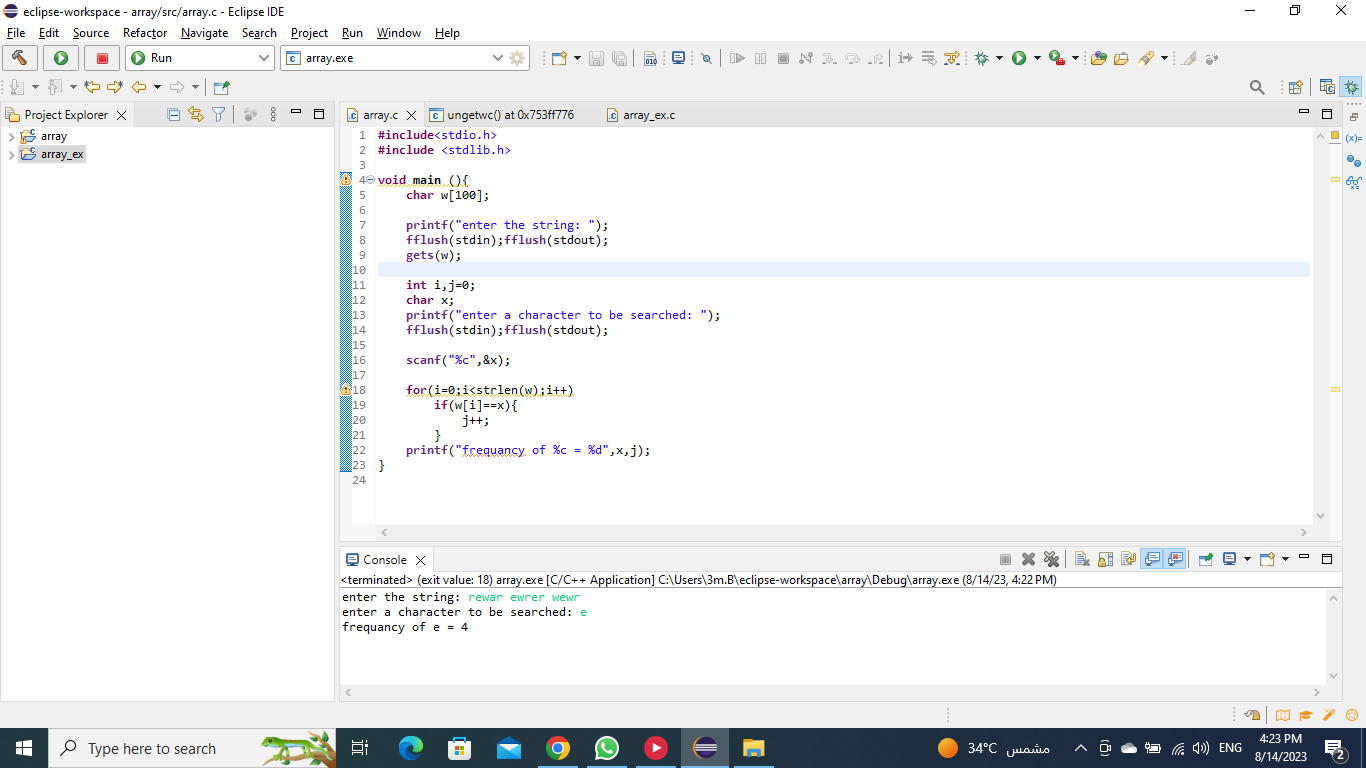 eclipse-workspace - array/src/array.c - Eclipse IDE
File Edit Source Refactor Navigate Search Project Run Window Help
Run array.exe
Project Explorer
array
array_ex
array.c ungetwc() at 0x753ff776 array_ex.c
1 #include<stdio.h>
2 #include <stdlib.h>
3
4 void main (){
5 char w[100];
6
7 printf("enter the string: ");
8 fflush(stdin);fflush(stdout);
9 gets(w);
10
11 int i,j=0;
12 char x;
13 printf("enter a character to be searched: ");
14 fflush(stdin);fflush(stdout);
15
16 scanf("%c",&x);
17
18 for(i=0;i<strlen(w);i++)
19 if(w[i]==x){
20 j++;
21 }
22 printf("frequancy of %c = %d",x,j);
23 }
24
Console
<terminated> (exit value: 18) array.exe [C/C++ Application] C:\Users\3m.B\eclipse-workspace\array\Debug\array.exe (8/14/23, 4:22 PM)
enter the string: rewar ewrer wewr
enter a character to be searched: e
frequancy of e = 4
Type here to search
34°C مشمس
ENG
4:23 PM
8/14/2023
2